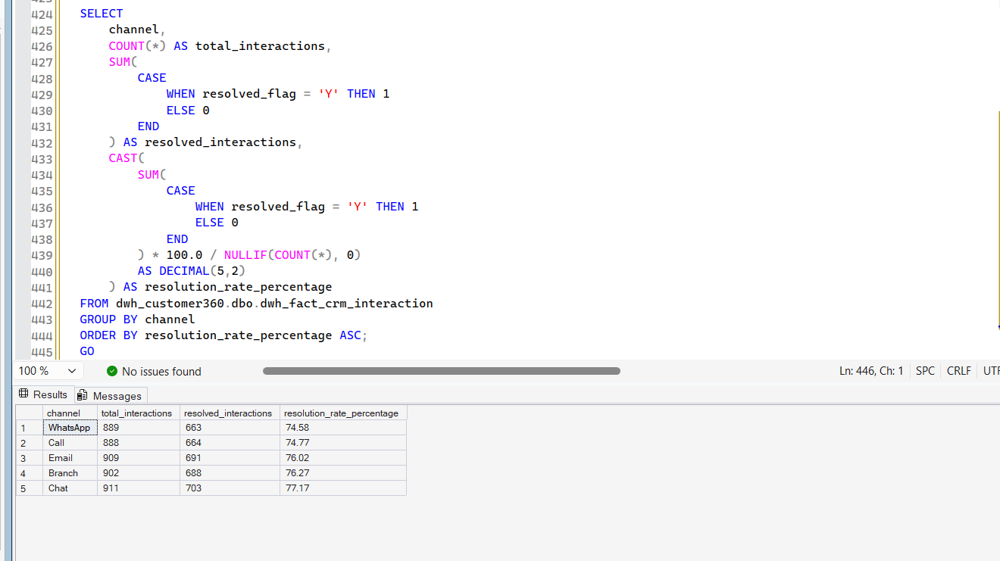 424 SELECT
425 channel,
426 COUNT(*) AS total_interactions,
427 SUM(
428 CASE
429 WHEN resolved_flag = 'Y' THEN 1
430 ELSE 0
431 END
432 ) AS resolved_interactions,
433 CAST(
434 SUM(
435 CASE
436 WHEN resolved_flag = 'Y' THEN 1
437 ELSE 0
438 END
439 ) * 100.0 / NULLIF(COUNT(*), 0)
440 AS DECIMAL(5,2)
441 ) AS resolution_rate_percentage
442 FROM dwh_customer360.dbo.dwh_fact_crm_interaction
443 GROUP BY channel
444 ORDER BY resolution_rate_percentage ASC;
445 GO
100 % No issues found Ln: 446, Ch: 1 SPC CRLF UTF
Results Messages
channel total_interactions resolved_interactions resolution_rate_percentage
1 WhatsApp 889 663 74.58
2 Call 888 664 74.77
3 Email 909 691 76.02
4 Branch 902 688 76.27
5 Chat 911 703 77.17